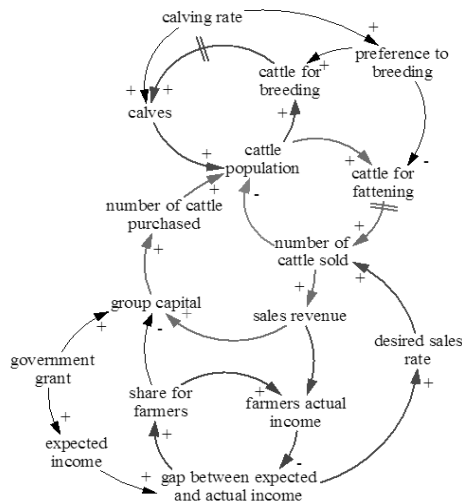 calving rate
preference to
breeding
cattle for
breeding
calves
cattle
population
cattle for
fattening
number of cattle
purchased
number of
cattle sold
group capital
sales revenue
government
grant
desired sales
rate
share for
farmers
farmers actual
income
expected
income
gap between expected
and actual income
+
+
+
+
+
+
+
+
-
-
+
+
+
+
+
-
+
+
+
+
+
+
+
-